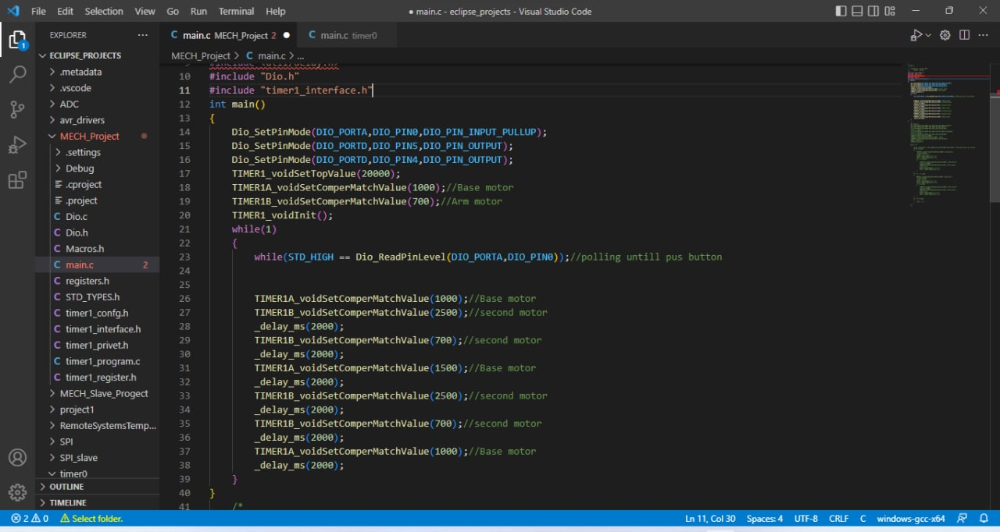 File Edit Selection View Go Run Terminal Help
● main.c - eclipse_projects - Visual Studio Code
EXPLORER
ECLIPSE_PROJECTS
.metadata
.vscode
ADC
avr_drivers
MECH_Project
.settings
Debug
.cproject
.project
C Dio.c
C Dio.h
C Macros.h
C main.c 2
C registers.h
C STD_TYPES.h
C timer1_confg.h
C timer1_interface.h
C timer1_privet.h
C timer1_program.c
C timer1_register.h
MECH_Slave_Progect
project1
RemoteSystemsTemp...
SPI
SPI_slave
timer0
OUTLINE
TIMELINE
C main.c MECH_Project 2 ●
C main.c timer0
MECH_Project > C main.c > ...
#include <util/delay.h>
10 #include "Dio.h"
11 #include "timer1_interface.h"
12 int main()
13 {
14 Dio_SetPinMode(DIO_PORTA,DIO_PIN0,DIO_PIN_INPUT_PULLUP);
15 Dio_SetPinMode(DIO_PORTD,DIO_PIN5,DIO_PIN_OUTPUT);
16 Dio_SetPinMode(DIO_PORTD,DIO_PIN4,DIO_PIN_OUTPUT);
17 TIMER1_voidSetTopValue(20000);
18 TIMER1A_voidSetComperMatchValue(1000);//Base motor
19 TIMER1B_voidSetComperMatchValue(700);//Arm motor
20 TIMER1_voidInit();
21 while(1)
22 {
23 while(STD_HIGH == Dio_ReadPinLevel(DIO_PORTA,DIO_PIN0));//polling untill pus button
24
25
26 TIMER1A_voidSetComperMatchValue(1000);//Base motor
27 TIMER1B_voidSetComperMatchValue(2500);//second motor
28 _delay_ms(2000);
29 TIMER1B_voidSetComperMatchValue(700);//second motor
30 _delay_ms(2000);
31 TIMER1A_voidSetComperMatchValue(1500);//Base motor
32 _delay_ms(2000);
33 TIMER1B_voidSetComperMatchValue(2500);//second motor
34 _delay_ms(2000);
35 TIMER1B_voidSetComperMatchValue(700);//second motor
36 _delay_ms(2000);
37 TIMER1A_voidSetComperMatchValue(1000);//Base motor
38 _delay_ms(2000);
39 }
40 }
41 /*
2 0 Select folder.
Ln 11, Col 30 Spaces: 4 UTF-8 CRLF C windows-gcc-x64